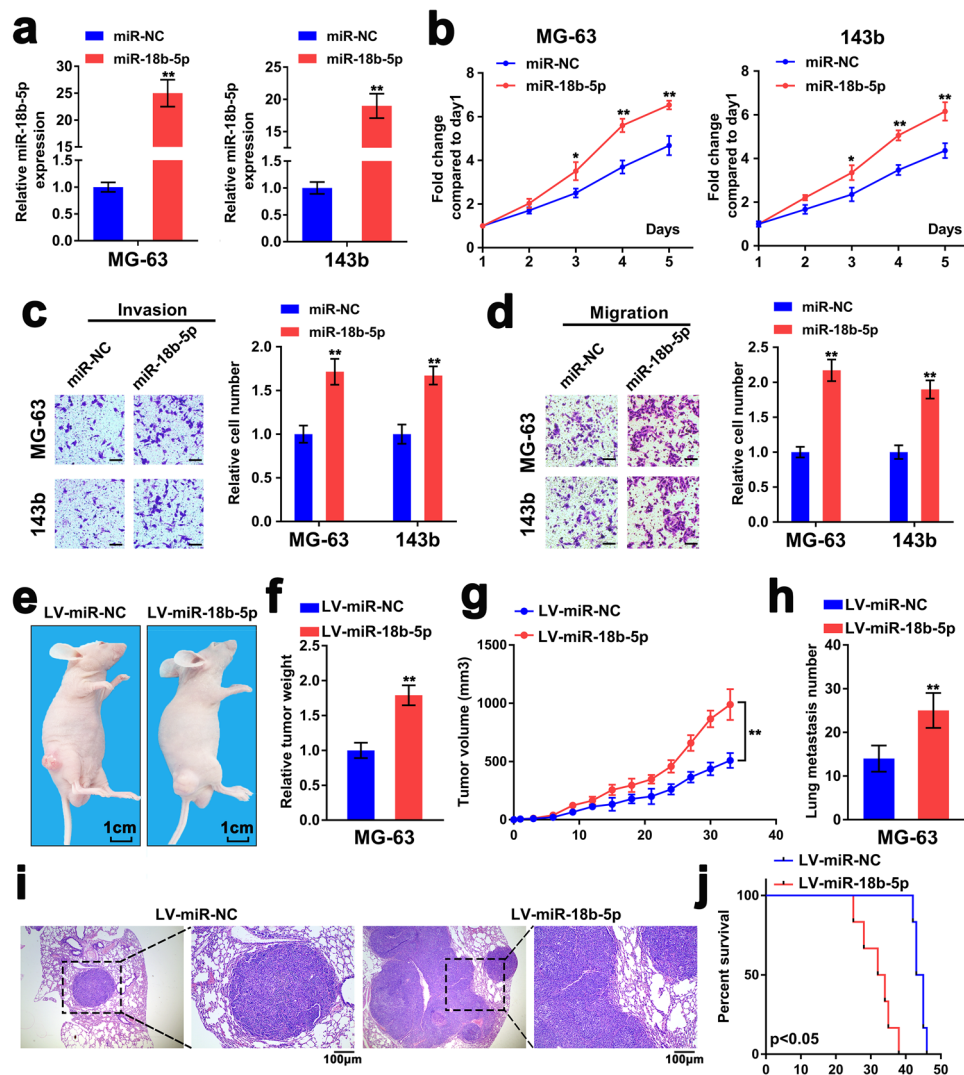 a
miR-NC
miR-18b-5p
Relative miR-18b-5p
expression
30
25
20
15
10
5
1.0
0.5
0.0
**
MG-63
miR-NC
miR-18b-5p
Relative miR-18b-5p
expression
25
20
15
10
5
1.0
0.5
0.0
**
143b
b
MG-63
miR-NC
miR-18b-5p
Fold change
compared to day1
8
6
4
2
0
*
**
**
Days
1 2 3 4 5
143b
miR-NC
miR-18b-5p
Fold change
compared to day1
8
6
4
2
0
*
**
**
Days
1 2 3 4 5
c
Invasion
miR-NC
miR-18b-5p
MG-63
143b
miR-NC
miR-18b-5p
Relative cell number
2.0
1.5
1.0
0.5
0.0
**
**
MG-63 143b
d
Migration
miR-NC
miR-18b-5p
MG-63
143b
miR-NC
miR-18b-5p
Relative cell number
2.5
2.0
1.5
1.0
0.5
0.0
**
**
MG-63 143b
e
LV-miR-NC LV-miR-18b-5p
1cm 1cm
f
LV-miR-NC
LV-miR-18b-5p
Relative tumor weight
2.5
2.0
1.5
1.0
0.5
0.0
**
MG-63
g
LV-miR-NC
LV-miR-18b-5p
Tumor volume (mm3)
1500
1000
500
0
**
0 10 20 30 40
h
LV-miR-NC
LV-miR-18b-5p
Lung metastasis number
40
30
20
10
0
**
MG-63
i
LV-miR-NC LV-miR-18b-5p
100μm 100μm
j
LV-miR-NC
LV-miR-18b-5p
Percent survival
100
50
0
p<0.05
0 10 20 30 40 50